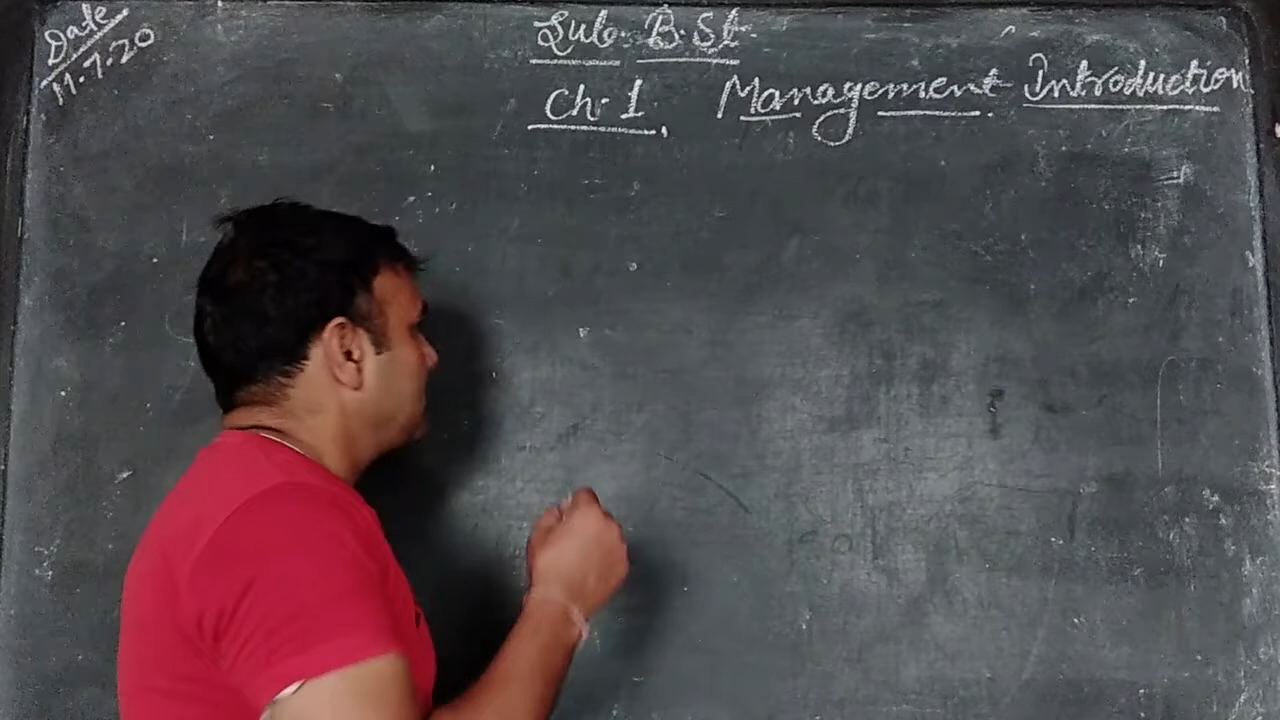 Date
11.7.20
Sub. B.St.
Ch. 1, Management Introduction